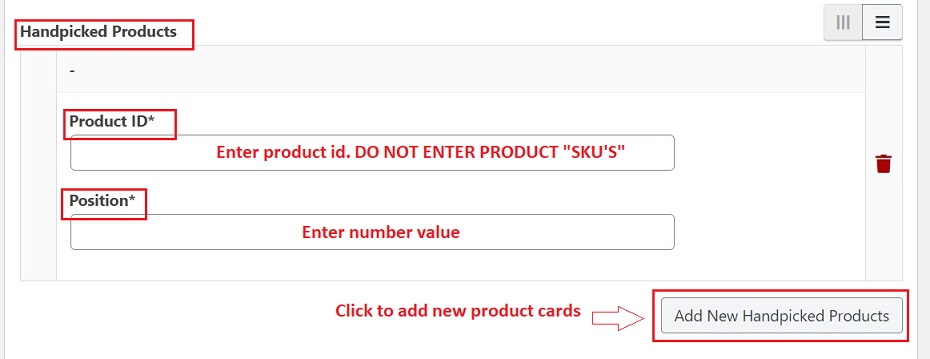 Handpicked Products
-
Product ID*
Enter product id. DO NOT ENTER PRODUCT "SKU'S"
Position*
Enter number value
Click to add new product cards
Add New Handpicked Products